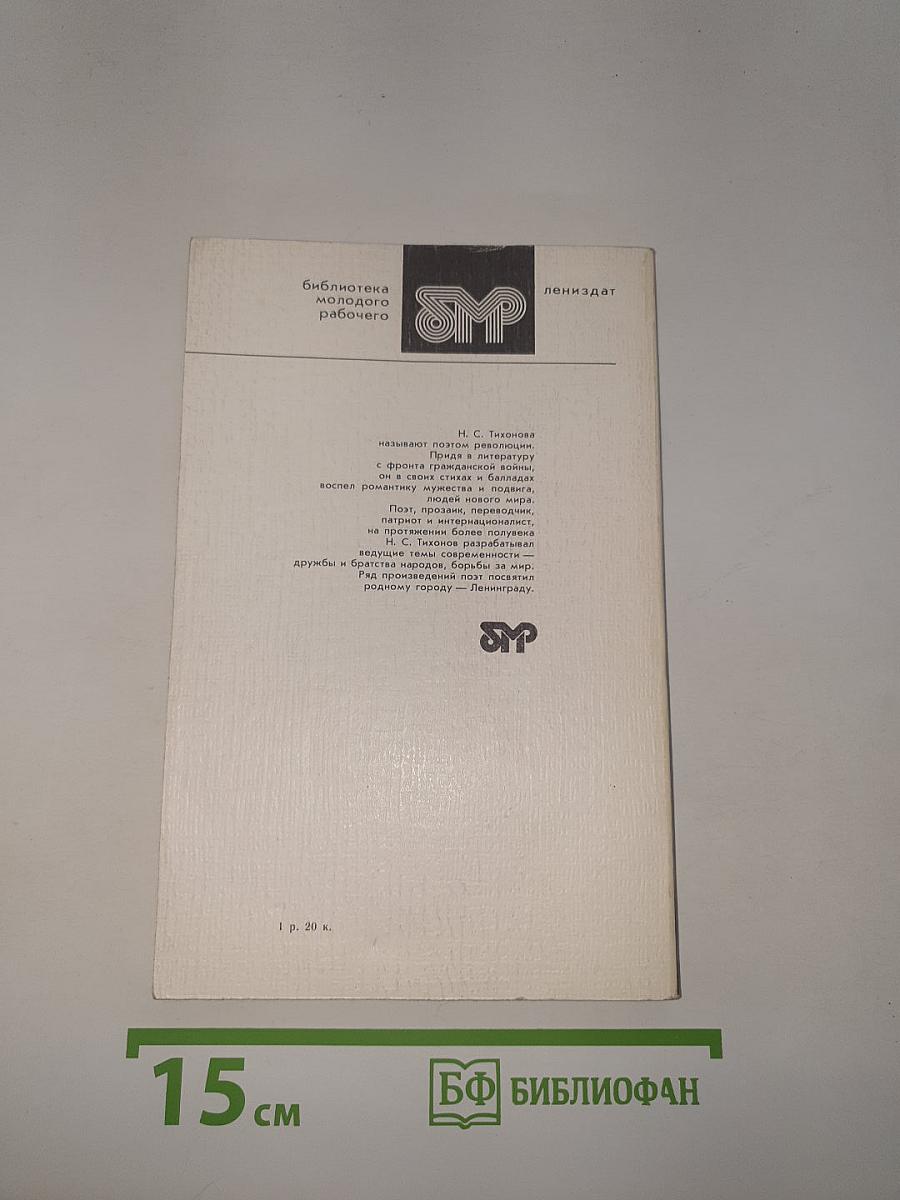 библиотека
молодого
рабочего
бмр
лениздат
Н. С. Тихонова
называют поэтом революции.
Придя в литературу
с фронта гражданской войны,
он в своих стихах и балладах
воспел романтику мужества и подвига,
людей нового мира.
Поэт, прозаик, переводчик,
патриот и интернационалист,
на протяжении более полувека
Н. С. Тихонов разрабатывал
ведущие темы современности —
дружбы и братства народов, борьбы за мир.
Ряд произведений поэт посвятил
родному городу — Ленинграду.
бмр
1 р. 20 к.
15 см
БФ БИБЛИОФАН